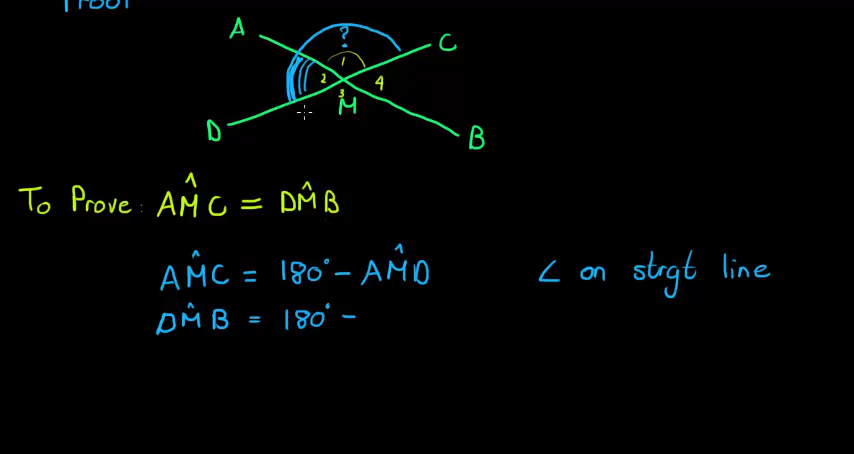 Proof
A
?
C
1
2
4
3
M
D
B
To Prove: AM̂C = DM̂B
AM̂C = 180° - AM̂D ∠ on strgt line
DM̂B = 180° -